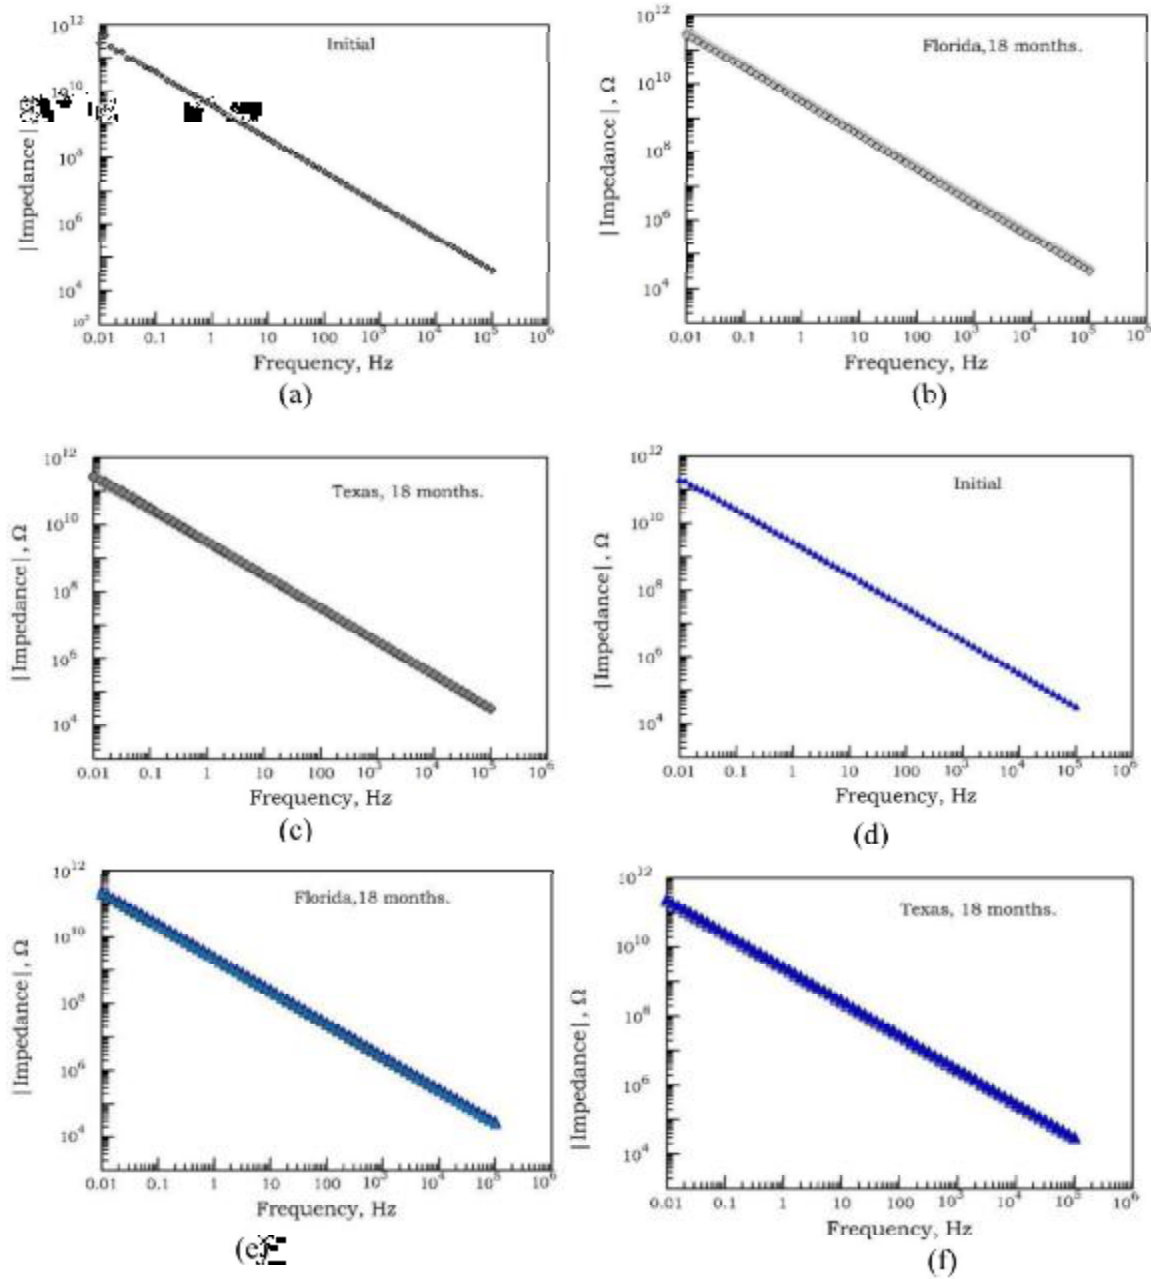 10¹²
10¹⁰
10⁸
10⁶
10⁴
10²
|Impedance|
Initial
0.01 0.1 1 10 100 10³ 10⁴ 10⁵ 10⁶
Frequency, Hz
(a)
10¹²
10¹⁰
10⁸
10⁶
10⁴
|Impedance|, Ω
Florida,18 months.
0.01 0.1 1 10 100 10³ 10⁴ 10⁵ 10⁶
Frequency, Hz
(b)
10¹²
10¹⁰
10⁸
10⁶
10⁴
|Impedance|, Ω
Texas, 18 months.
0.01 0.1 1 10 100 10³ 10⁴ 10⁵ 10⁶
Frequency, Hz
(c)
10¹²
10¹⁰
10⁸
10⁶
10⁴
|Impedance|, Ω
Initial
0.01 0.1 1 10 100 10³ 10⁴ 10⁵ 10⁶
Frequency, Hz
(d)
10¹²
10¹⁰
10⁸
10⁶
10⁴
|Impedance|, Ω
Florida,18 months.
0.01 0.1 1 10 100 10³ 10⁴ 10⁵ 10⁶
Frequency, Hz
(e)
10¹²
10¹⁰
10⁸
10⁶
10⁴
|Impedance|, Ω
Texas, 18 months.
0.01 0.1 1 10 100 10³ 10⁴ 10⁵ 10⁶
Frequency, Hz
(f)